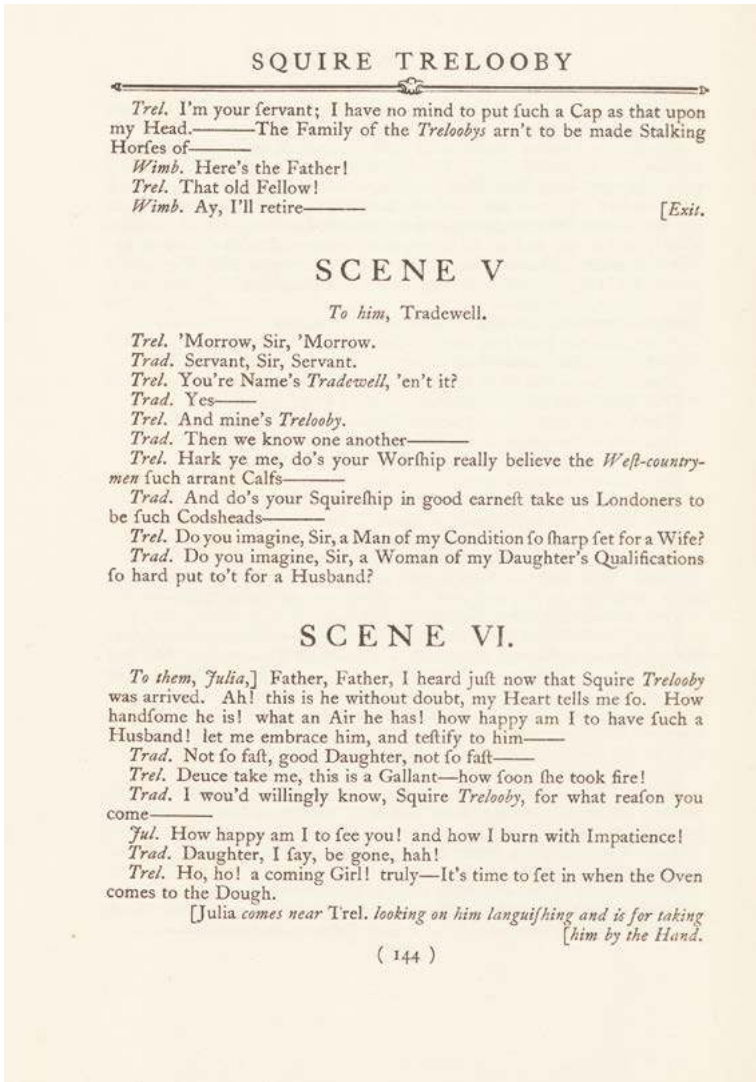 SQUIRE TRELOOBY
Trel. I'm your ſervant; I have no mind to put ſuch a Cap as that upon
my Head.———The Family of the Treloobys arn't to be made Stalking
Horſes of———
Wimb. Here's the Father!
Trel. That old Fellow!
Wimb. Ay, I'll retire——— [Exit.
SCENE V
To him, Tradewell.
Trel. 'Morrow, Sir, 'Morrow.
Trad. Servant, Sir, Servant.
Trel. You're Name's Tradewell, 'en't it?
Trad. Yes——
Trel. And mine's Trelooby.
Trad. Then we know one another———
Trel. Hark ye me, do's your Worſhip really believe the Weſt-country-
men ſuch arrant Calfs———
Trad. And do's your Squireſhip in good earneſt take us Londoners to
be ſuch Codsheads———
Trel. Do you imagine, Sir, a Man of my Condition ſo ſharp ſet for a Wife?
Trad. Do you imagine, Sir, a Woman of my Daughter's Qualifications
ſo hard put to't for a Husband?
SCENE VI.
To them, Julia,] Father, Father, I heard juſt now that Squire Trelooby
was arrived. Ah! this is he without doubt, my Heart tells me ſo. How
handſome he is! what an Air he has! how happy am I to have ſuch a
Husband! let me embrace him, and teſtify to him——
Trad. Not ſo faſt, good Daughter, not ſo faſt——
Trel. Deuce take me, this is a Gallant—how ſoon ſhe took fire!
Trad. I wou'd willingly know, Squire Trelooby, for what reaſon you
come———
Jul. How happy am I to ſee you! and how I burn with Impatience!
Trad. Daughter, I ſay, be gone, hah!
Trel. Ho, ho! a coming Girl! truly—It's time to ſet in when the Oven
comes to the Dough.
[Julia comes near Trel. looking on him languiſhing and is for taking
[him by the Hand.
( 144 )